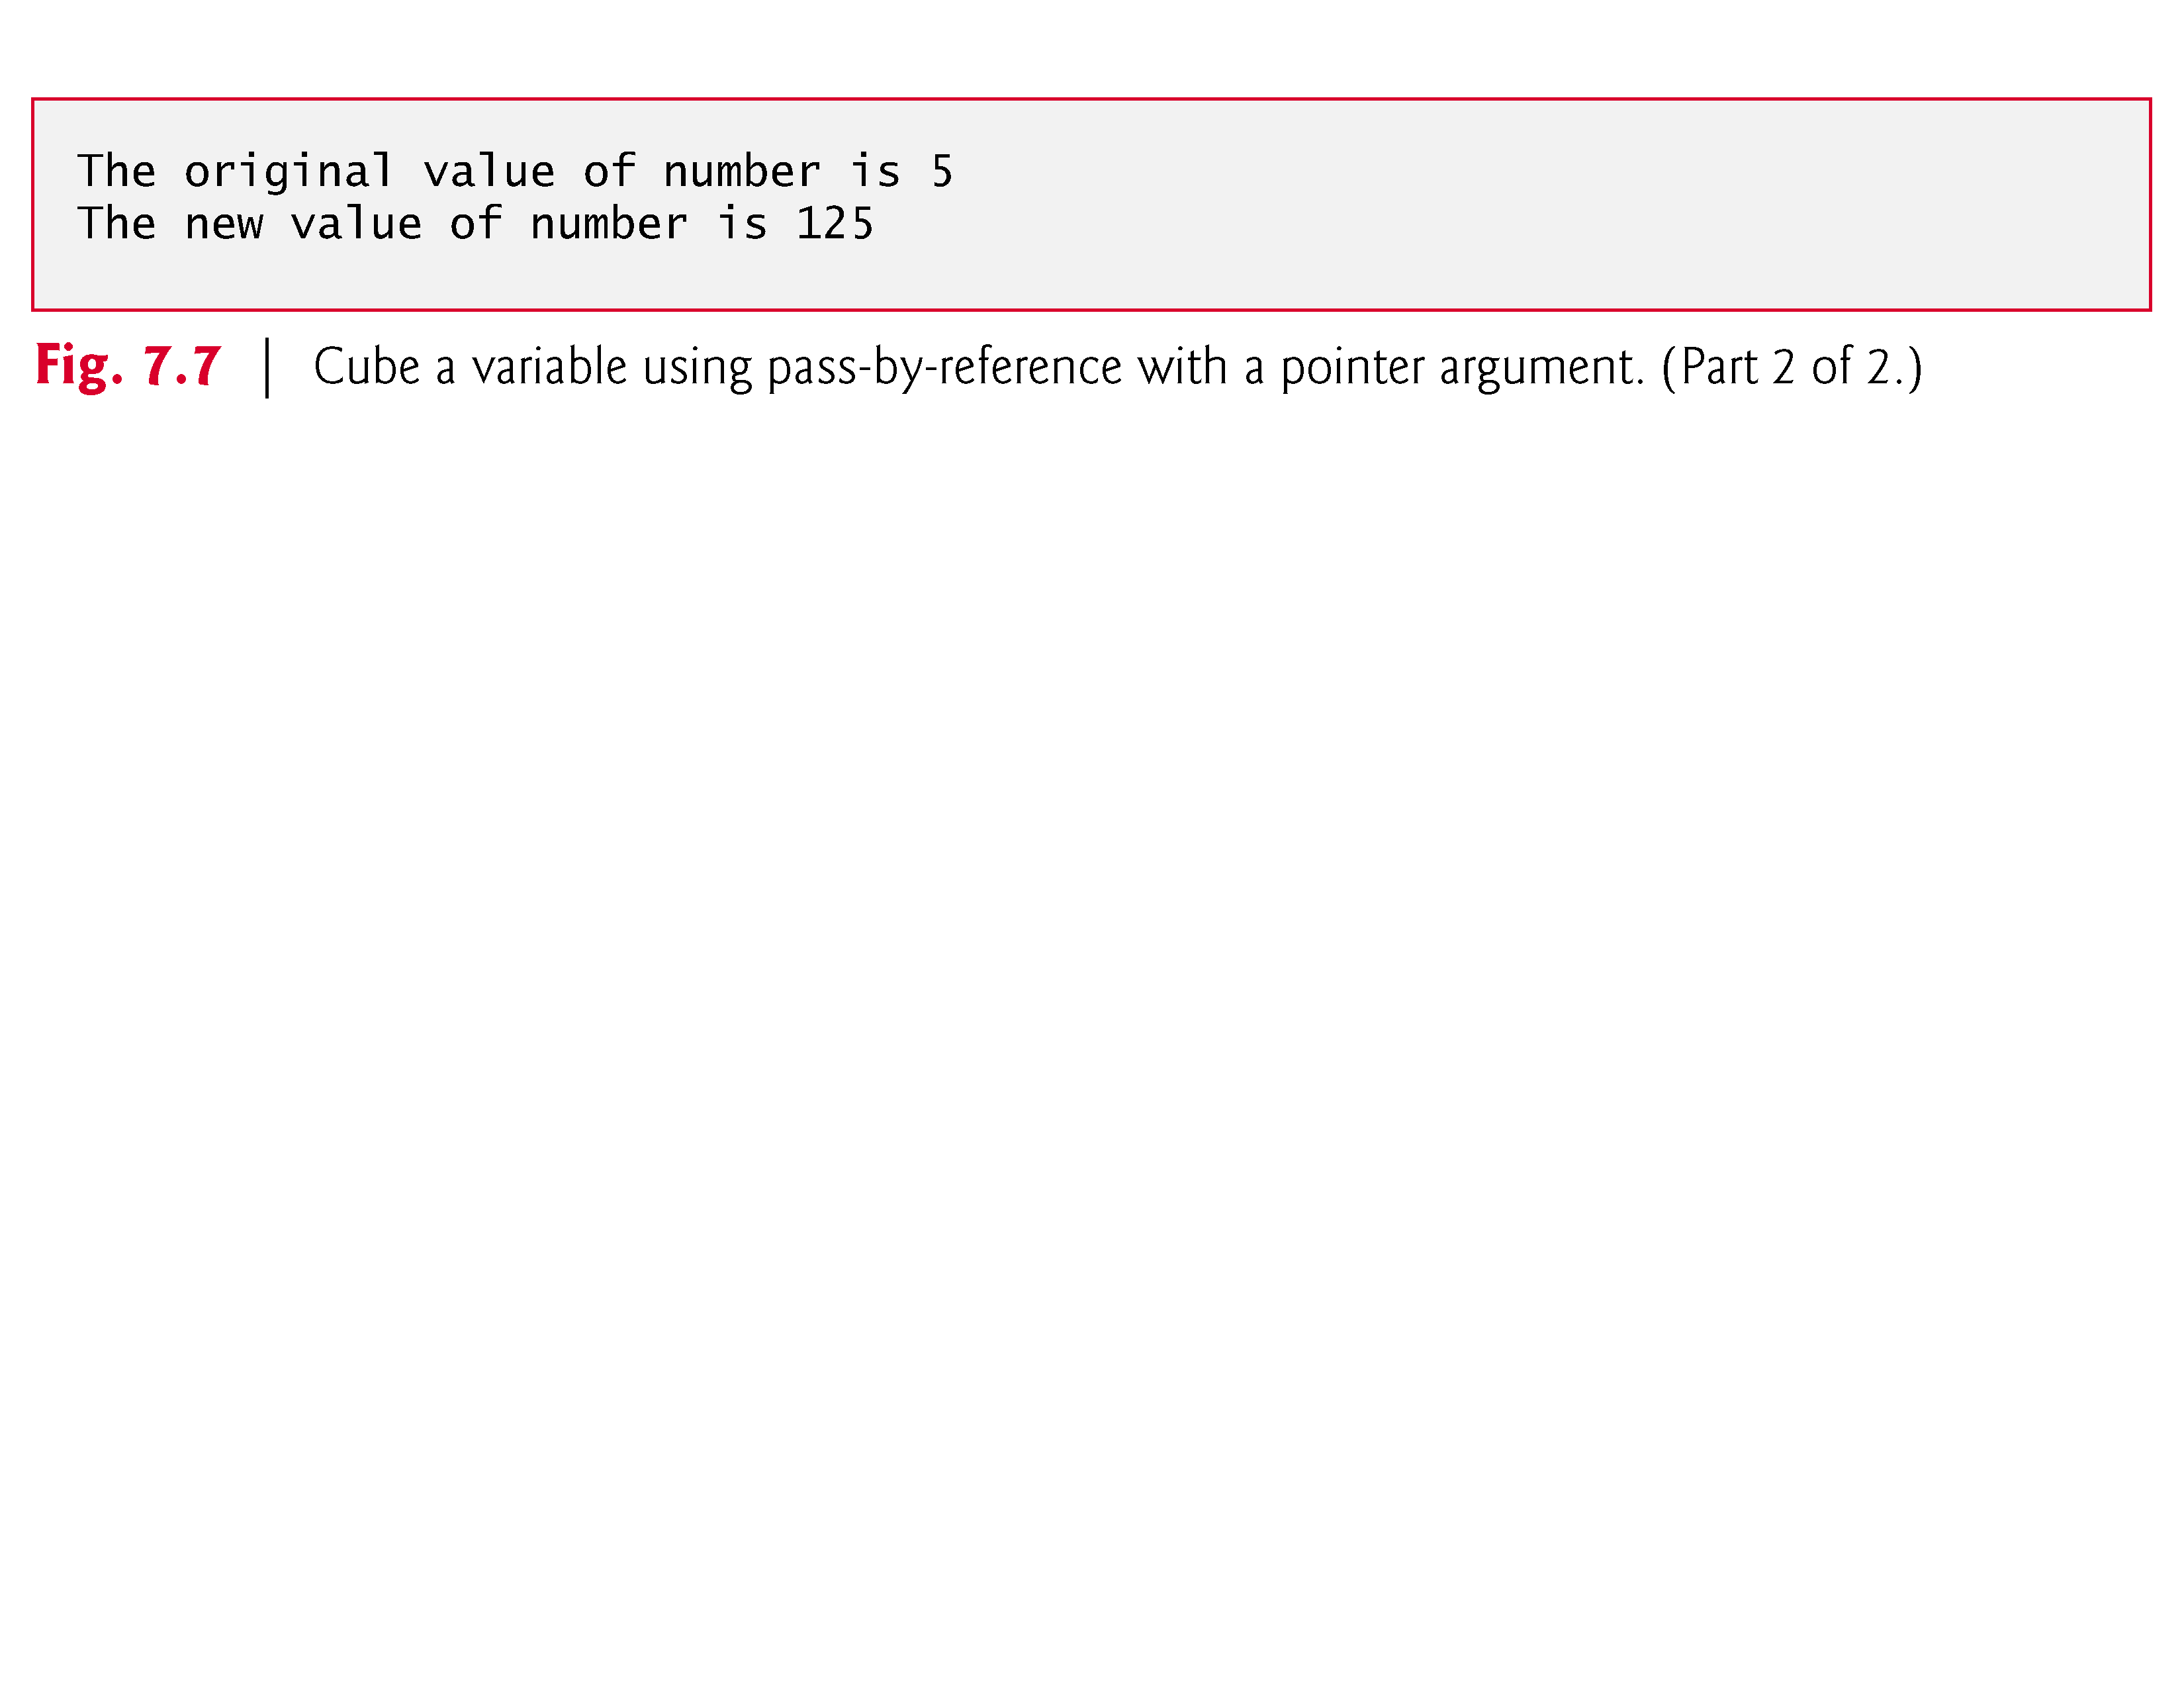 The original value of number is 5
The new value of number is 125
Fig. 7.7 | Cube a variable using pass-by-reference with a pointer argument. (Part 2 of 2.)